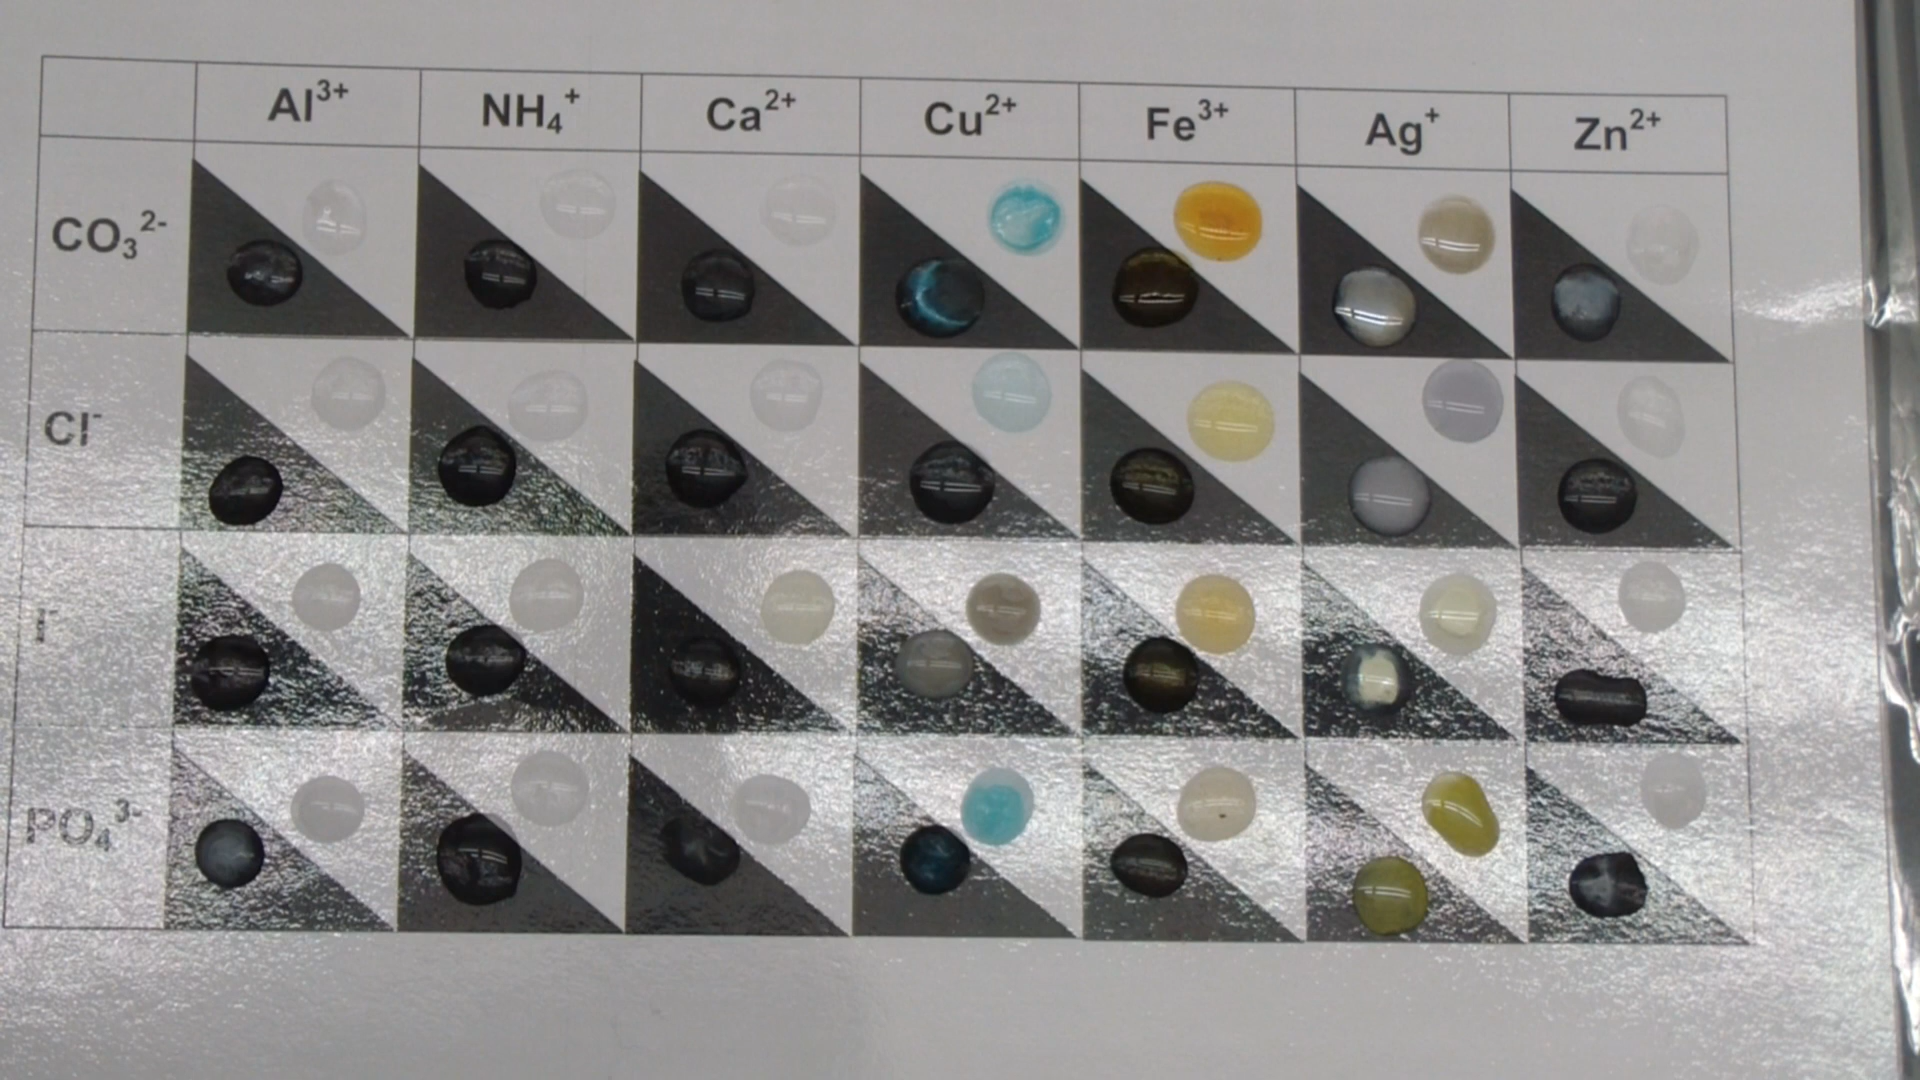 Al³⁺ NH₄⁺ Ca²⁺ Cu²⁺ Fe³⁺ Ag⁺ Zn²⁺
CO₃²⁻
Cl⁻
I⁻
PO₄³⁻